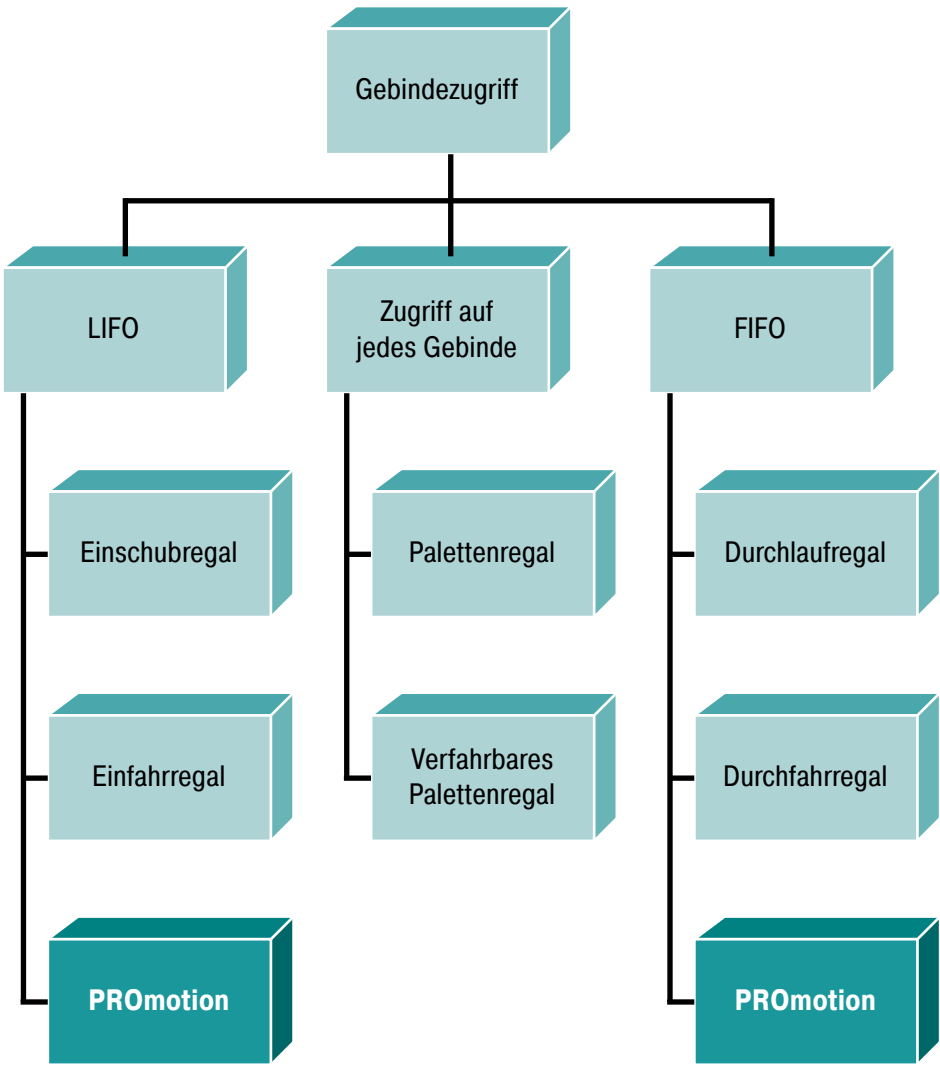 Gebindezugriff
LIFO
Zugriff auf
jedes Gebinde
FIFO
Einschubregal
Palettenregal
Durchlaufregal
Einfahrregal
Verfahrbares
Palettenregal
Durchfahrregal
PROmotion
PROmotion